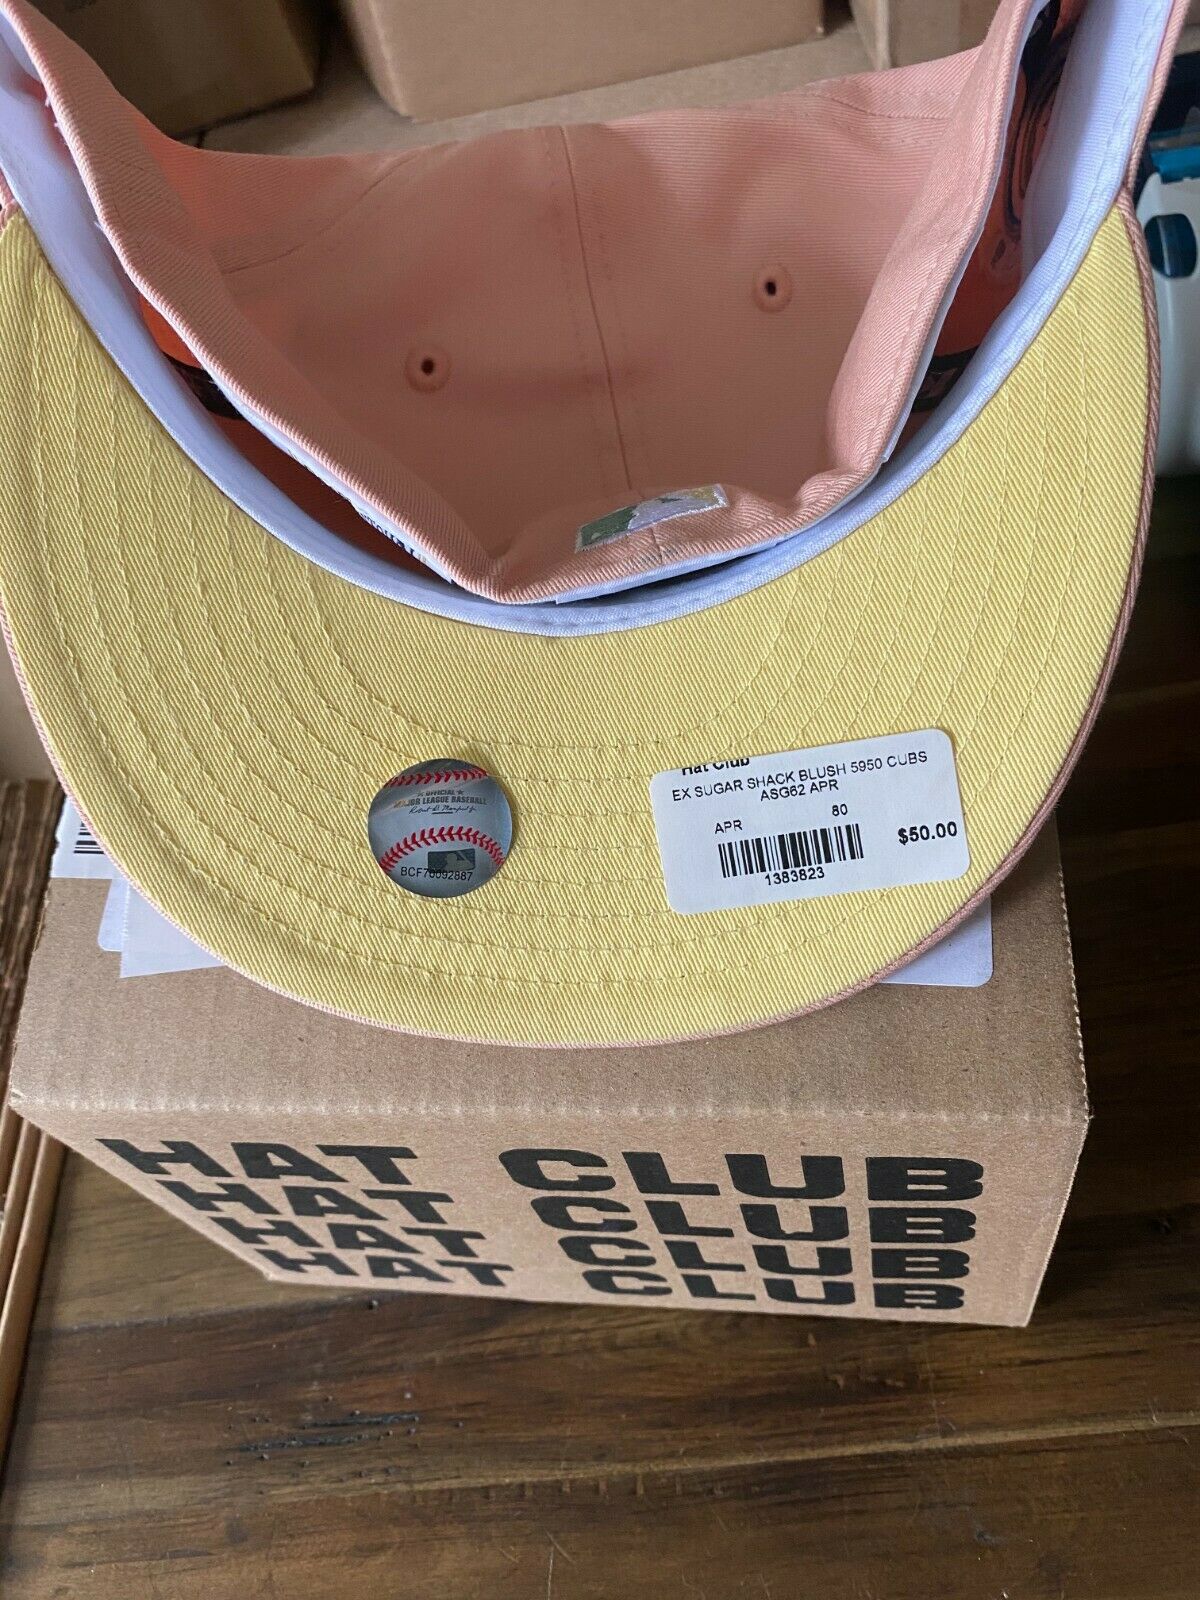 Hat Club
EX SUGAR SHACK BLUSH 5950 CUBS
ASG62 APR
APR 80
$50.00
1383823
OFFICIAL
MAJOR LEAGUE BASEBALL
BCF76092887
HAT CLUB
HAT CLUB
HAT CLUB
HAT CLUB